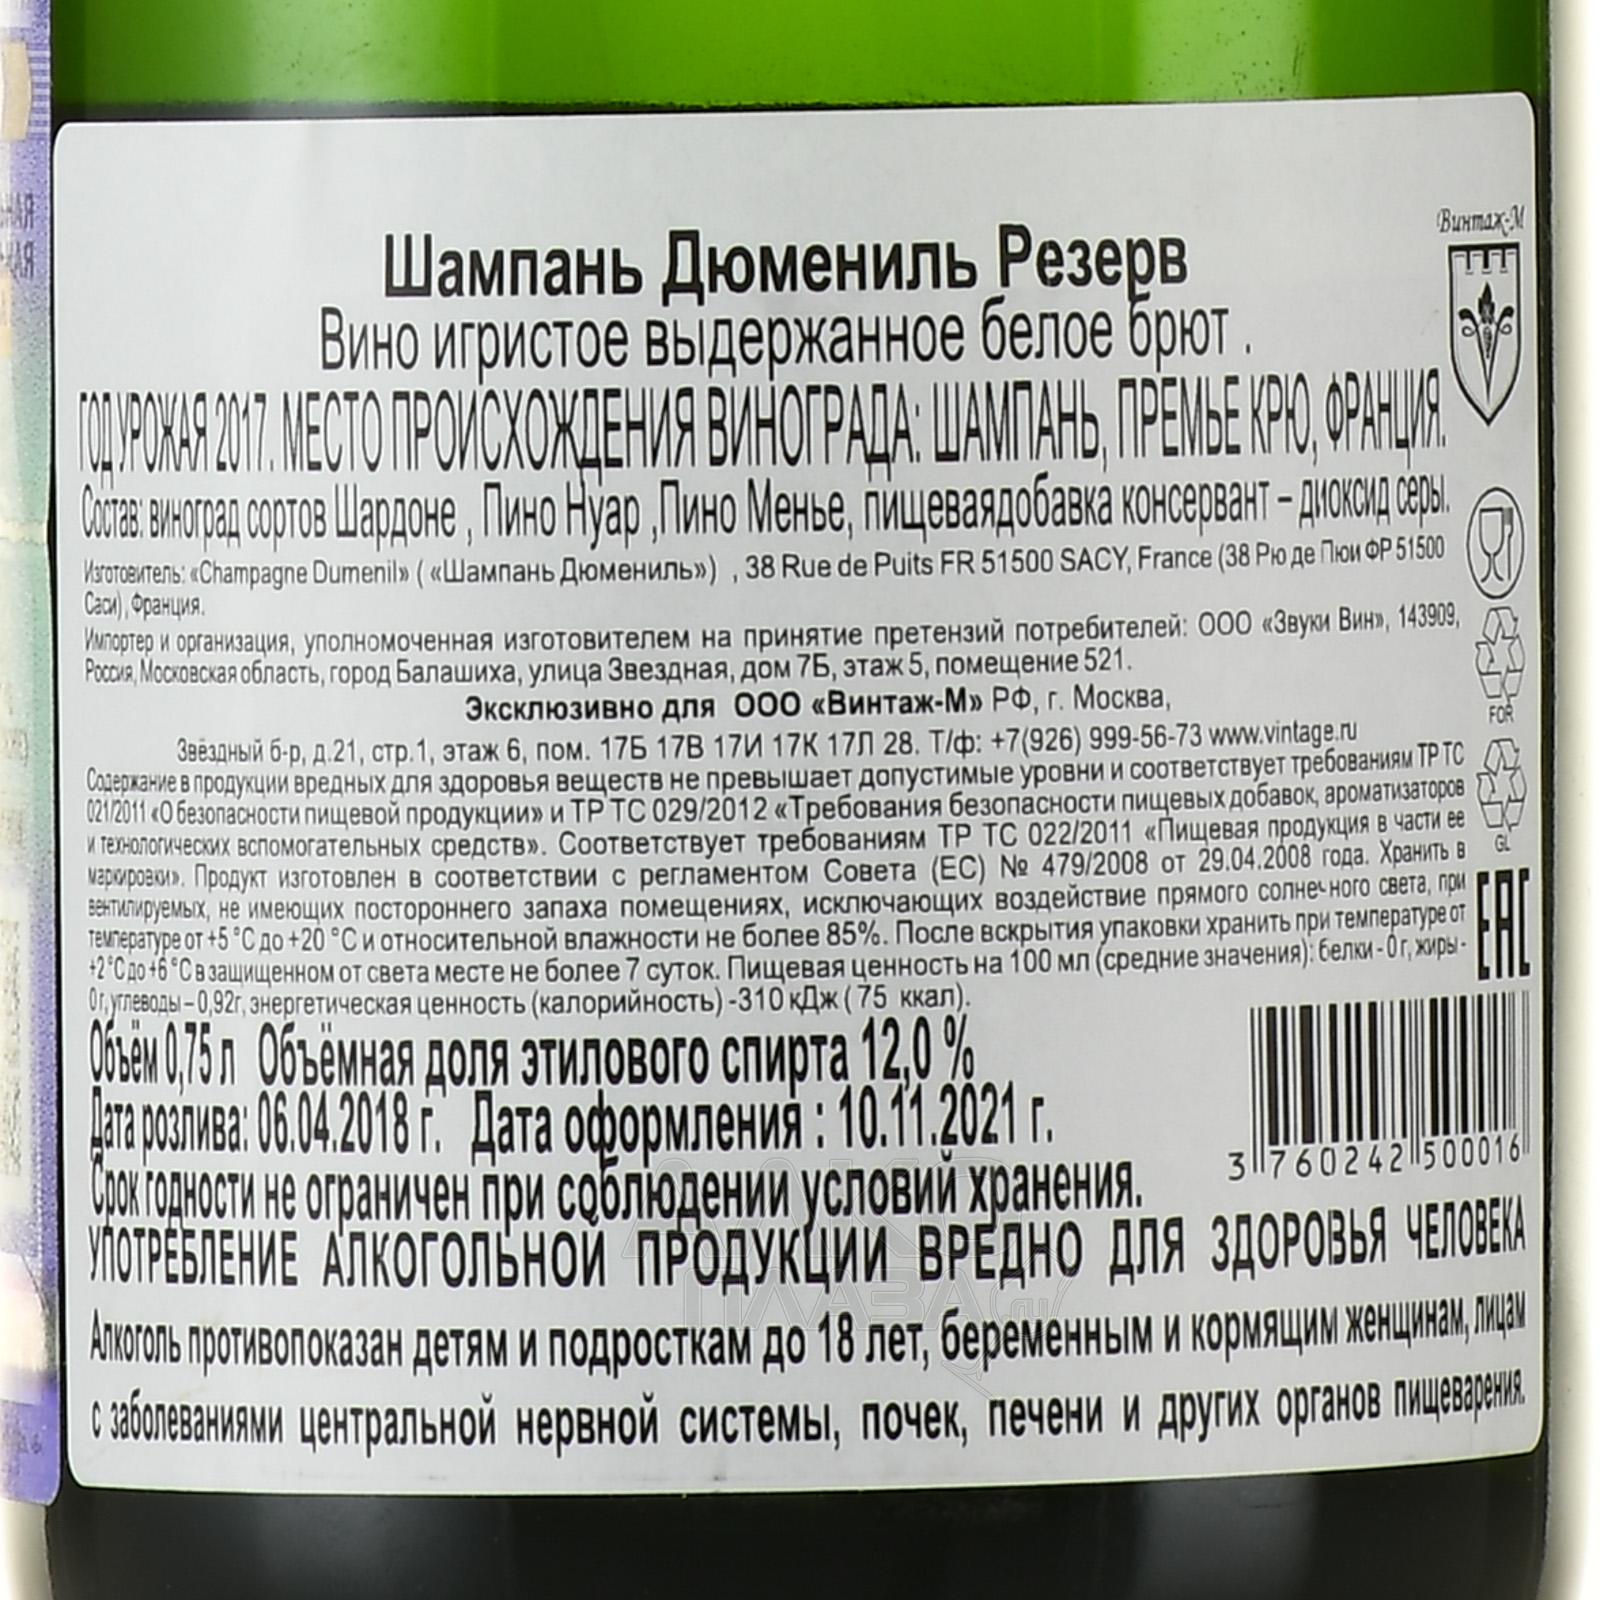 Винтаж-М
Шампань Дюмениль Резерв
Вино игристое выдержанное белое брют .
ГОД УРОЖАЯ 2017. МЕСТО ПРОИСХОЖДЕНИЯ ВИНОГРАДА: ШАМПАНЬ, ПРЕМЬЕ КРЮ, ФРАНЦИЯ.
Состав: виноград сортов Шардоне , Пино Нуар ,Пино Менье, пищеваядобавка консервант – диоксид серы.
Изготовитель: «Champagne Dumenil» ( «Шампань Дюмениль») , 38 Rue de Puits FR 51500 SACY, France (38 Рю де Пюи ФР 51500
Саси) , Франция.
Импортер и организация, уполномоченная изготовителем на принятие претензий потребителей: ООО «Звуки Вин», 143909,
Россия, Московская область, город Балашиха, улица Звездная, дом 7Б, этаж 5, помещение 521.
Эксклюзивно для ООО «Винтаж-М» РФ, г. Москва,
Звёздный б-р, д.21, стр.1, этаж 6, пом. 17Б 17В 17И 17К 17Л 28. Т/ф: +7(926) 999-56-73 www.vintage.ru
Содержание в продукции вредных для здоровья веществ не превышает допустимые уровни и соответствует требованиям ТР ТС
021/2011 «О безопасности пищевой продукции» и ТР ТС 029/2012 «Требования безопасности пищевых добавок, ароматизаторов
и технологических вспомогательных средств». Соответствует требованиям ТР ТС 022/2011 «Пищевая продукция в части ее
маркировки». Продукт изготовлен в соответствии с регламентом Совета (ЕС) № 479/2008 от 29.04.2008 года. Хранить в
вентилируемых, не имеющих постороннего запаха помещениях, исключающих воздействие прямого солнечного света, при
температуре от +5 °С до +20 °С и относительной влажности не более 85%. После вскрытия упаковки хранить при температуре от
+2 °С до +6 °С в защищенном от света месте не более 7 суток. Пищевая ценность на 100 мл (средние значения): белки - 0 г, жиры -
0 г, углеводы – 0,92г, энергетическая ценность (калорийность) -310 кДж ( 75 ккал).
FOR
GL
EAC
Объём 0,75 л Объёмная доля этилового спирта 12,0 %
Дата розлива: 06.04.2018 г. Дата оформления : 10.11.2021 г.
3 760242 500016
Срок годности не ограничен при соблюдении условий хранения.
УПОТРЕБЛЕНИЕ АЛКОГОЛЬНОЙ ПРОДУКЦИИ ВРЕДНО ДЛЯ ЗДОРОВЬЯ ЧЕЛОВЕКА
Алкоголь противопоказан детям и подросткам до 18 лет, беременным и кормящим женщинам, лицам
с заболеваниями центральной нервной системы, почек, печени и других органов пищеварения.
АЛКО
ПЛАЗА.ru